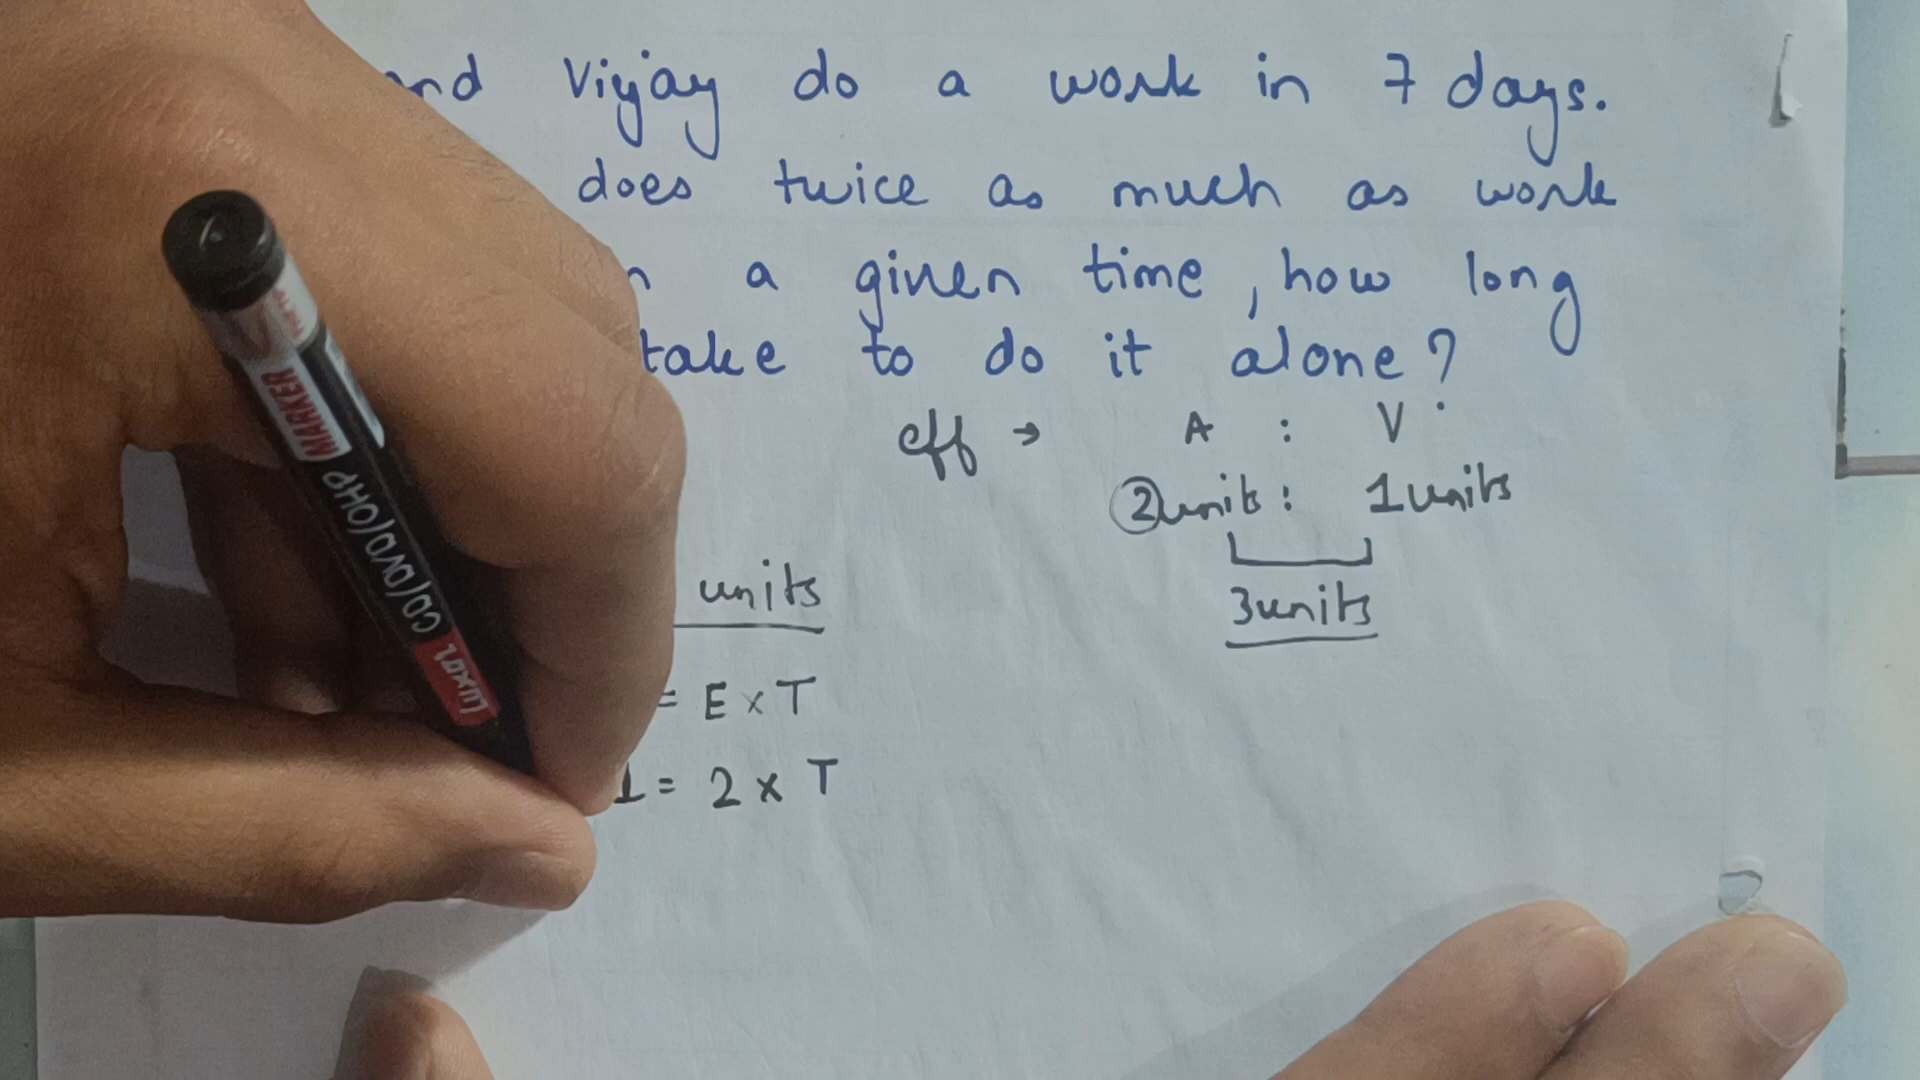 and Vijay do a work in 7 days.
does twice as much as work
a given time, how long
take to do it alone?
eff → A : V
2units : 1units
3units
units
= E × T
1 = 2 × T
Luxor CD/DVD/OHP MARKER